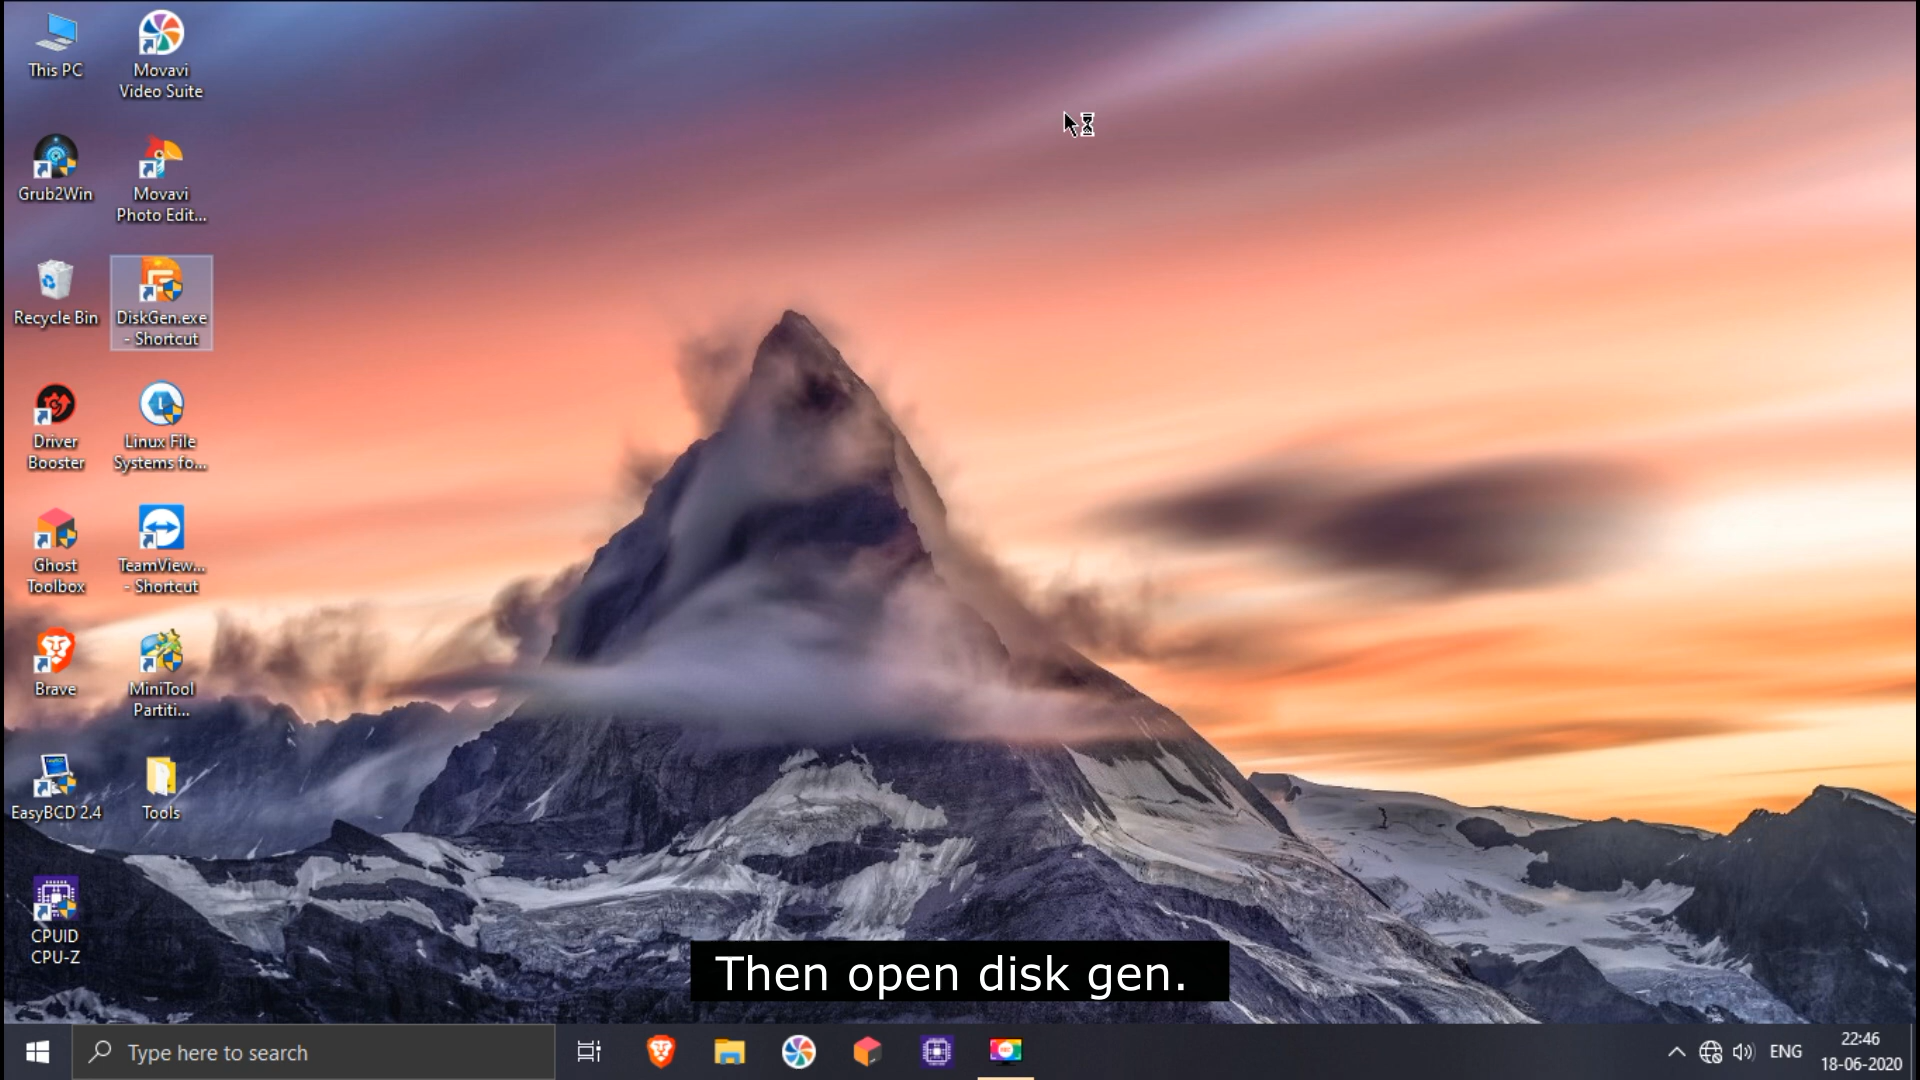 This PC
Movavi
Video Suite
Grub2Win
Movavi
Photo Edit...
Recycle Bin
DiskGen.exe
- Shortcut
Driver
Booster
Linux File
Systems fo...
Ghost
Toolbox
TeamView...
- Shortcut
Brave
MiniTool
Partiti...
EasyBCD 2.4
Tools
CPUID
CPU-Z
Then open disk gen.
Type here to search
ENG
22:46
18-06-2020